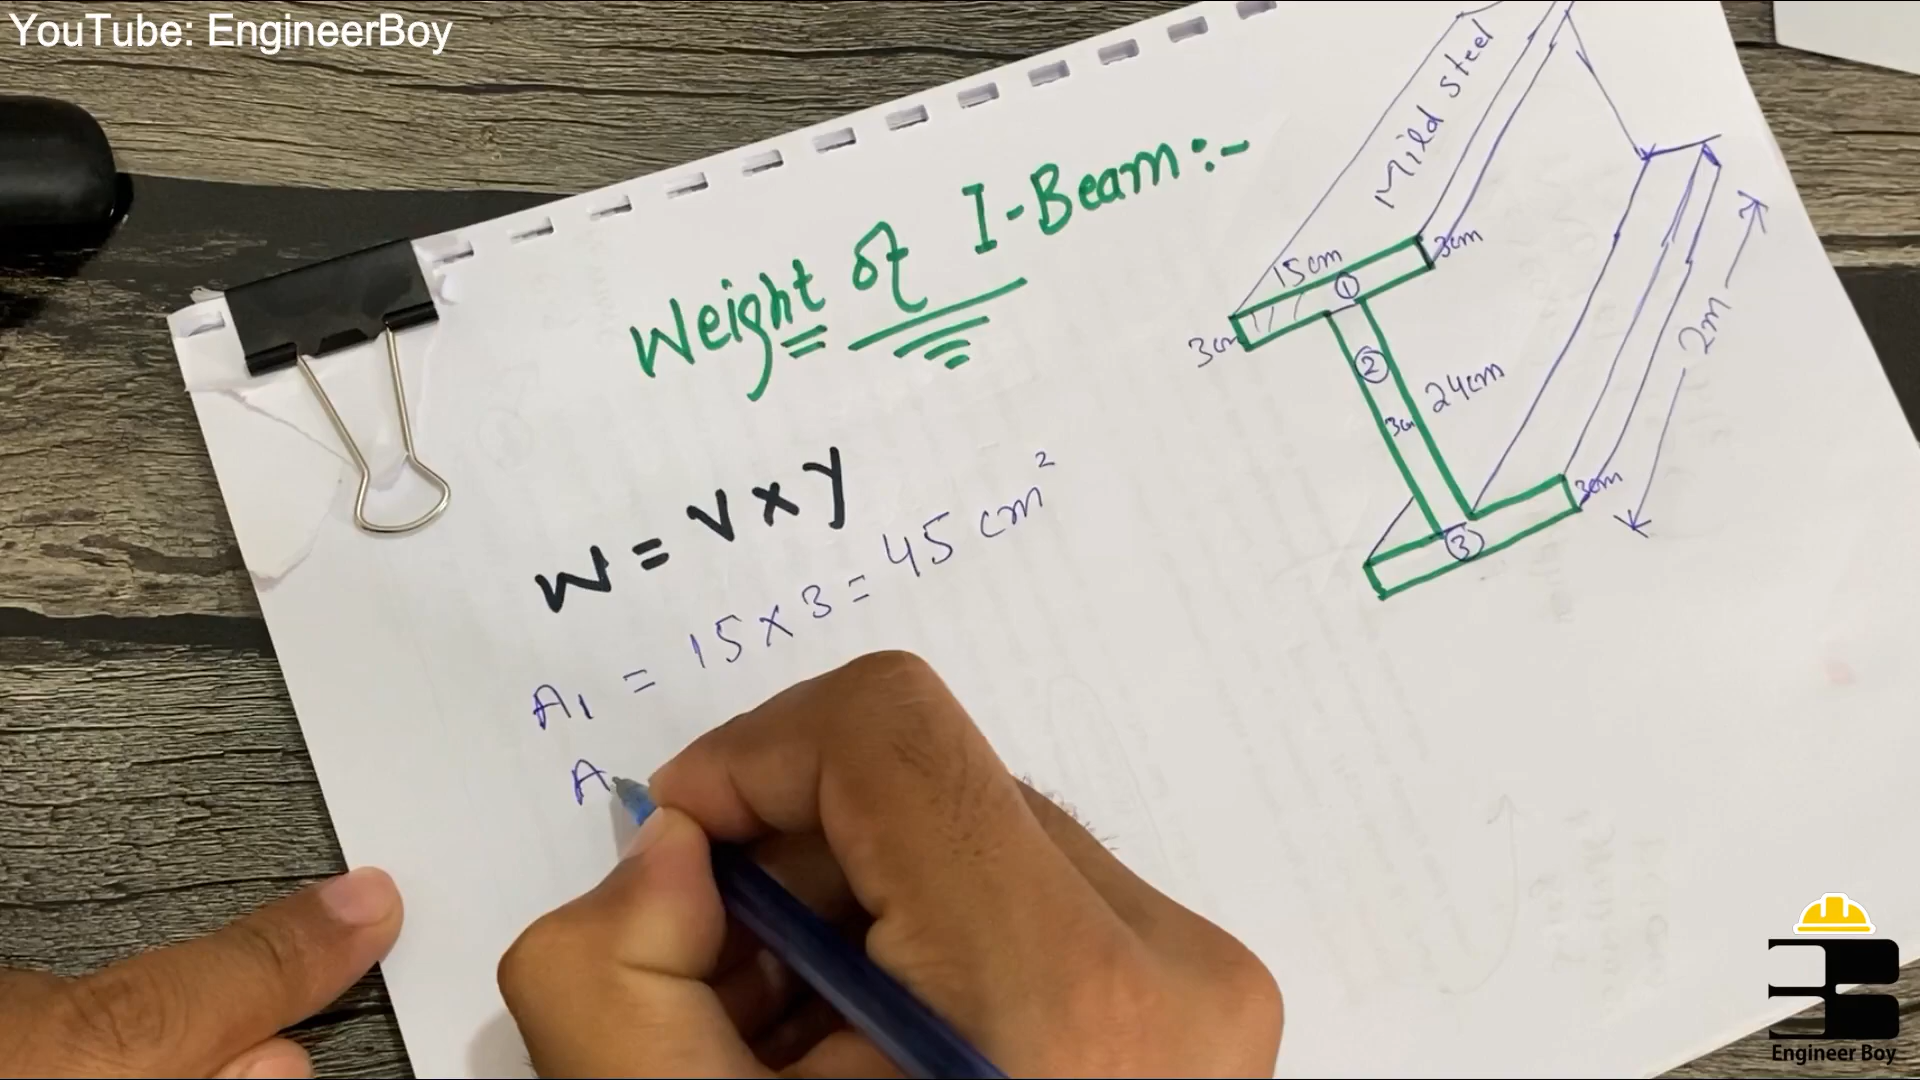 YouTube: EngineerBoy
Weight of I-Beam:-
W = V x γ
A1 = 15 x 3 = 45 cm²
A
Mild steel
15cm
3cm
①
3cm
②
24cm
3cm
2m
3cm
③
Engineer Boy